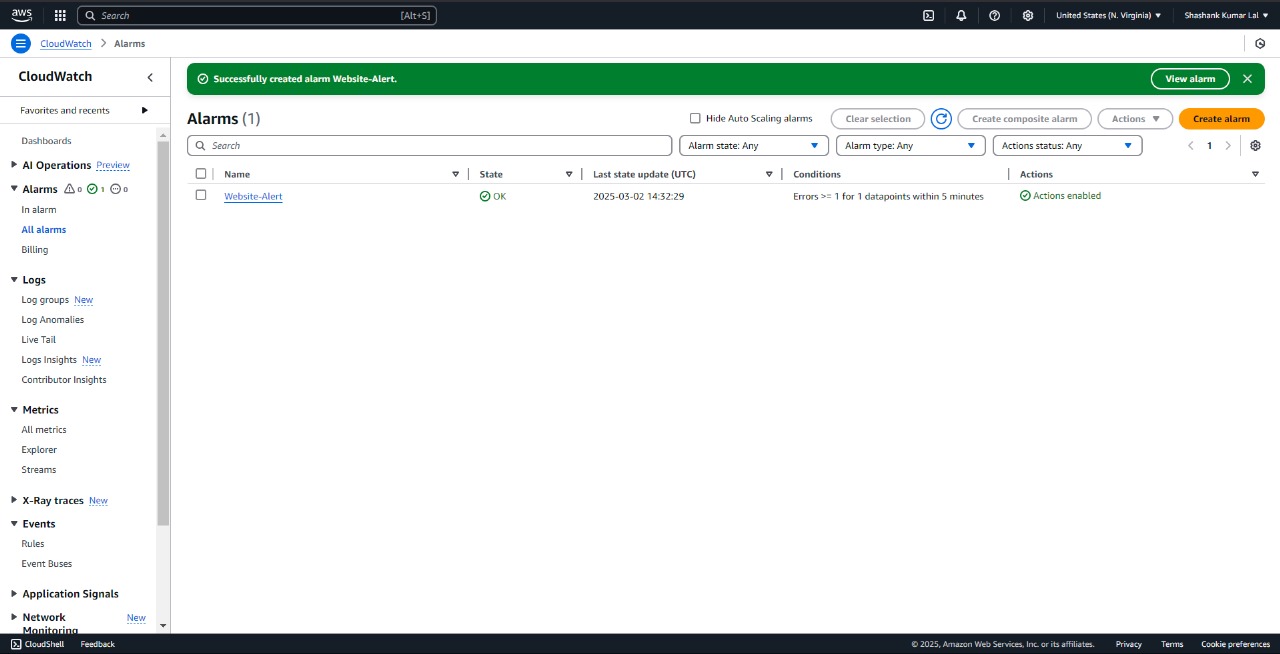 aws
Search [Alt+S]
United States (N. Virginia) ▼ Shashank Kumar Lal ▼
CloudWatch > Alarms
CloudWatch
Favorites and recents
Dashboards
AI Operations Preview
Alarms 0 1 0
In alarm
All alarms
Billing
Logs
Log groups New
Log Anomalies
Live Tail
Logs Insights New
Contributor Insights
Metrics
All metrics
Explorer
Streams
X-Ray traces New
Events
Rules
Event Buses
Application Signals
Network New
Monitoring
Successfully created alarm Website-Alert.
View alarm
Alarms (1)
Hide Auto Scaling alarms
Clear selection
Create composite alarm
Actions ▼
Create alarm
Search
Alarm state: Any
Alarm type: Any
Actions status: Any
1
Name State Last state update (UTC) Conditions Actions
Website-Alert OK 2025-03-02 14:32:29 Errors >= 1 for 1 datapoints within 5 minutes Actions enabled
CloudShell Feedback © 2025, Amazon Web Services, Inc. or its affiliates. Privacy Terms Cookie preferences